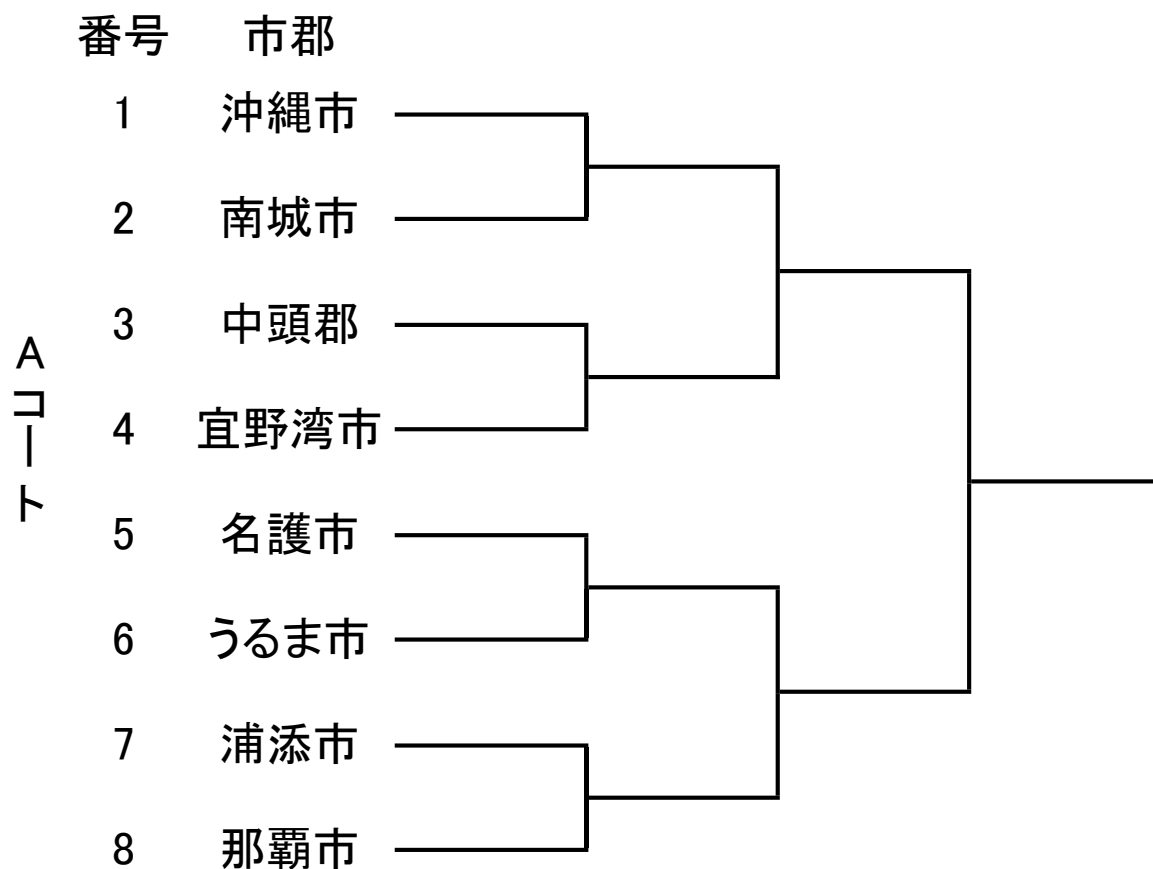 番号 市郡
1 沖縄市
2 南城市
3 中頭郡
4 宜野湾市
5 名護市
6 うるま市
7 浦添市
8 那覇市
Aコート